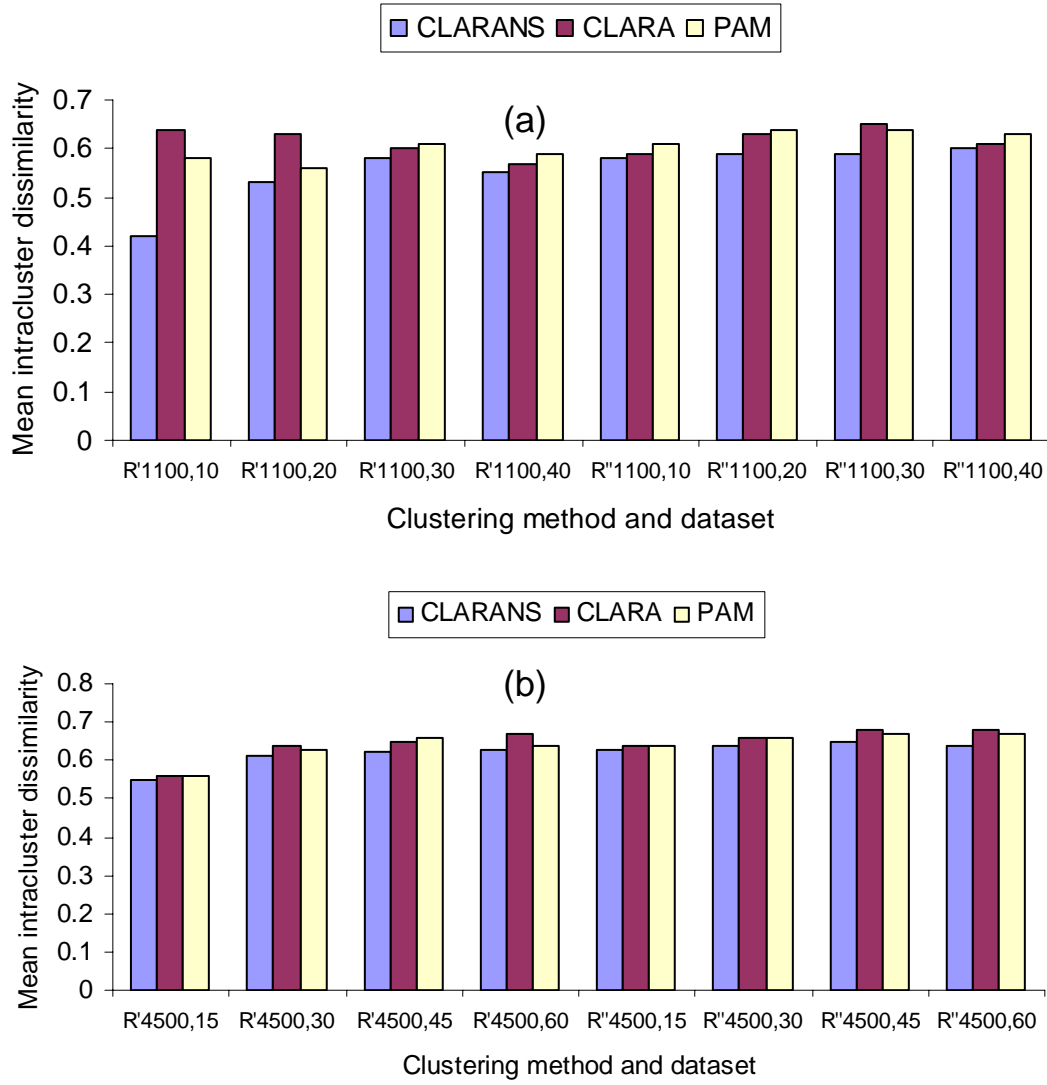 CLARANS CLARA PAM
(a)
Mean intracluster dissimilarity
0.7
0.6
0.5
0.4
0.3
0.2
0.1
0
R'1100,10 R'1100,20 R'1100,30 R'1100,40 R"1100,10 R"1100,20 R"1100,30 R"1100,40
Clustering method and dataset
CLARANS CLARA PAM
(b)
Mean intracluster dissimilarity
0.8
0.7
0.6
0.5
0.4
0.3
0.2
0.1
0
R'4500,15 R'4500,30 R'4500,45 R'4500,60 R"4500,15 R"4500,30 R"4500,45 R"4500,60
Clustering method and dataset